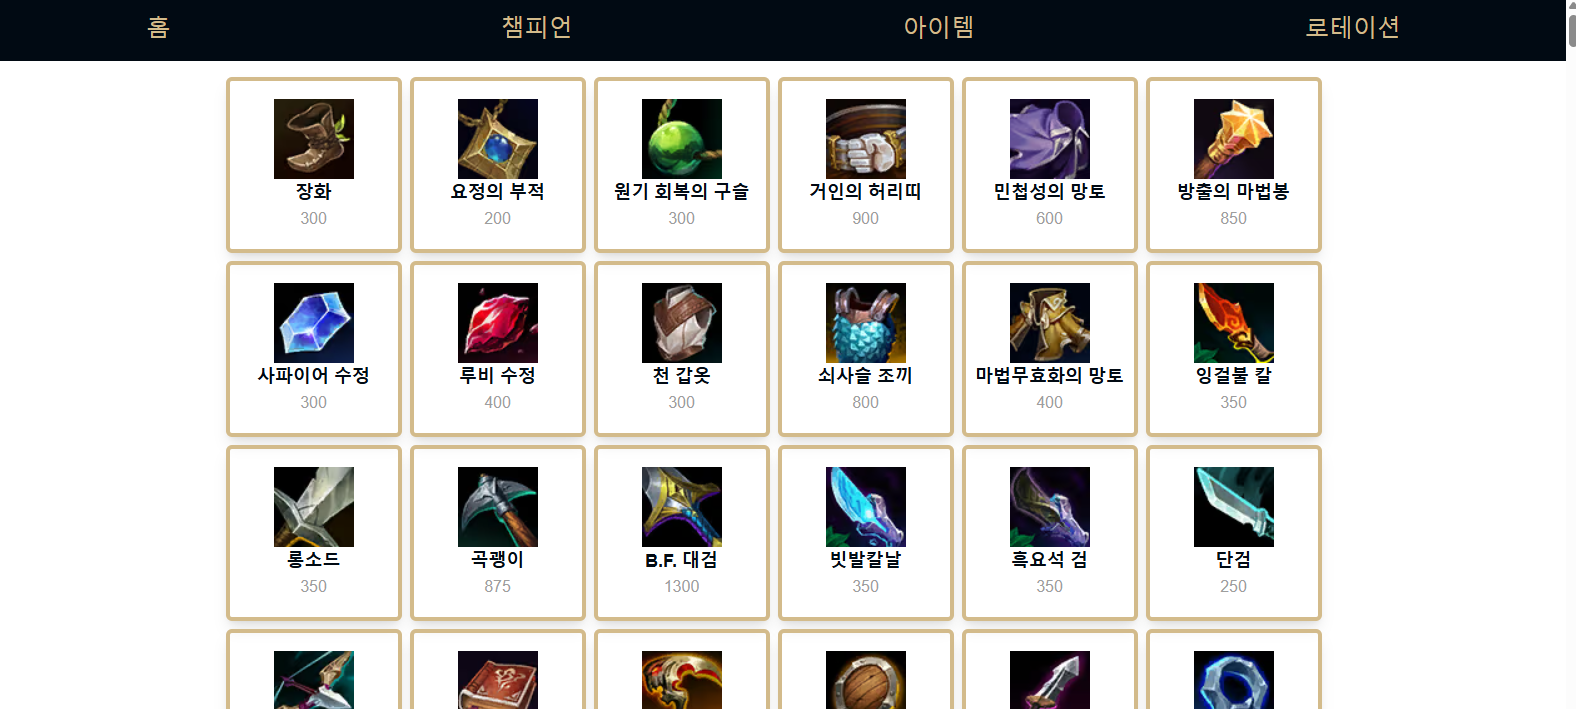 홈 챔피언 아이템 로테이션
장화 요정의 부적 원기 회복의 구슬 거인의 허리띠 민첩성의 망토 방출의 마법봉
300 200 300 900 600 850
사파이어 수정 루비 수정 천 갑옷 쇠사슬 조끼 마법무효화의 망토 잉걸불 칼
300 400 300 800 400 350
롱소드 곡괭이 B.F. 대검 빗발칼날 흑요석 검 단검
350 875 1300 350 350 250